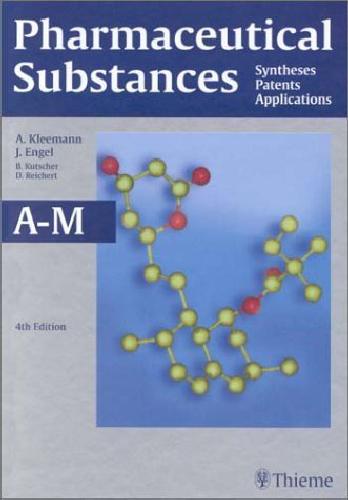 Pharmaceutical
Substances
Syntheses
Patents
Applications
A. Kleemann
J. Engel
B. Kutscher
D. Reichert
A-M
4th Edition
Thieme